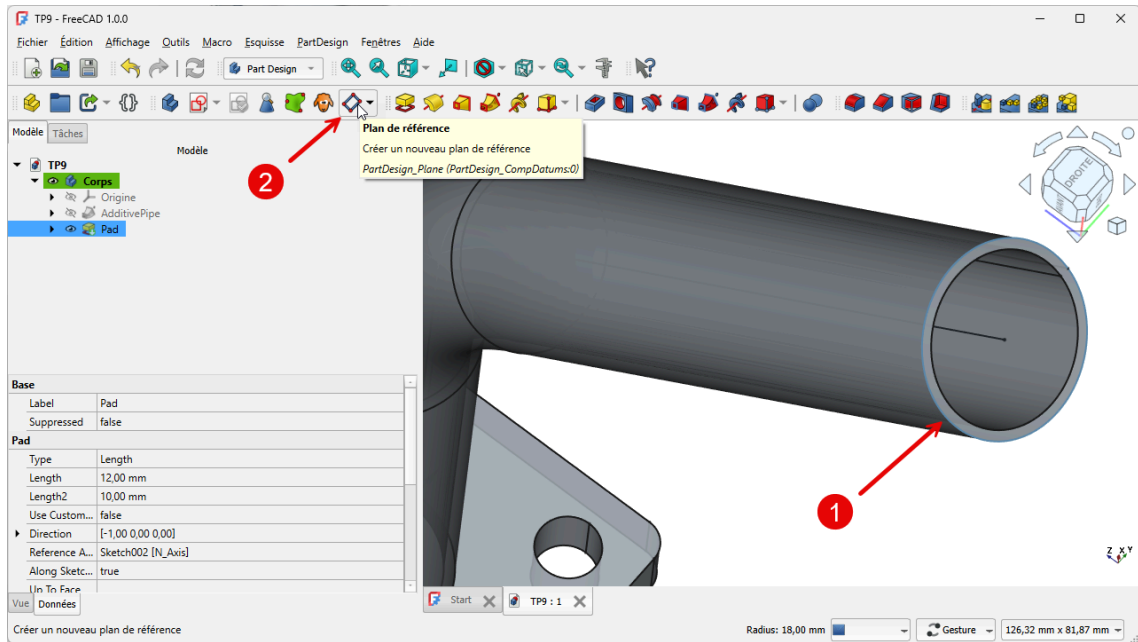 TP9 - FreeCAD 1.0.0
Fichier Édition Affichage Outils Macro Esquisse PartDesign Fenêtres Aide
Part Design
Modèle Tâches
Modèle
TP9
Corps
Origine
AdditivePipe
Pad
2
Plan de référence
Créer un nouveau plan de référence
PartDesign_Plane (PartDesign_CompDatums:0)
DROITE
1
Z X Y
Base
Label Pad
Suppressed false
Pad
Type Length
Length 12,00 mm
Length2 10,00 mm
Use Custom... false
Direction [-1,00 0,00 0,00]
Reference A... Sketch002 [N_Axis]
Along Sketc... true
Up To Face
Vue Données
Start TP9 : 1
Créer un nouveau plan de référence
Radius: 18,00 mm
Gesture
126,32 mm x 81,87 mm